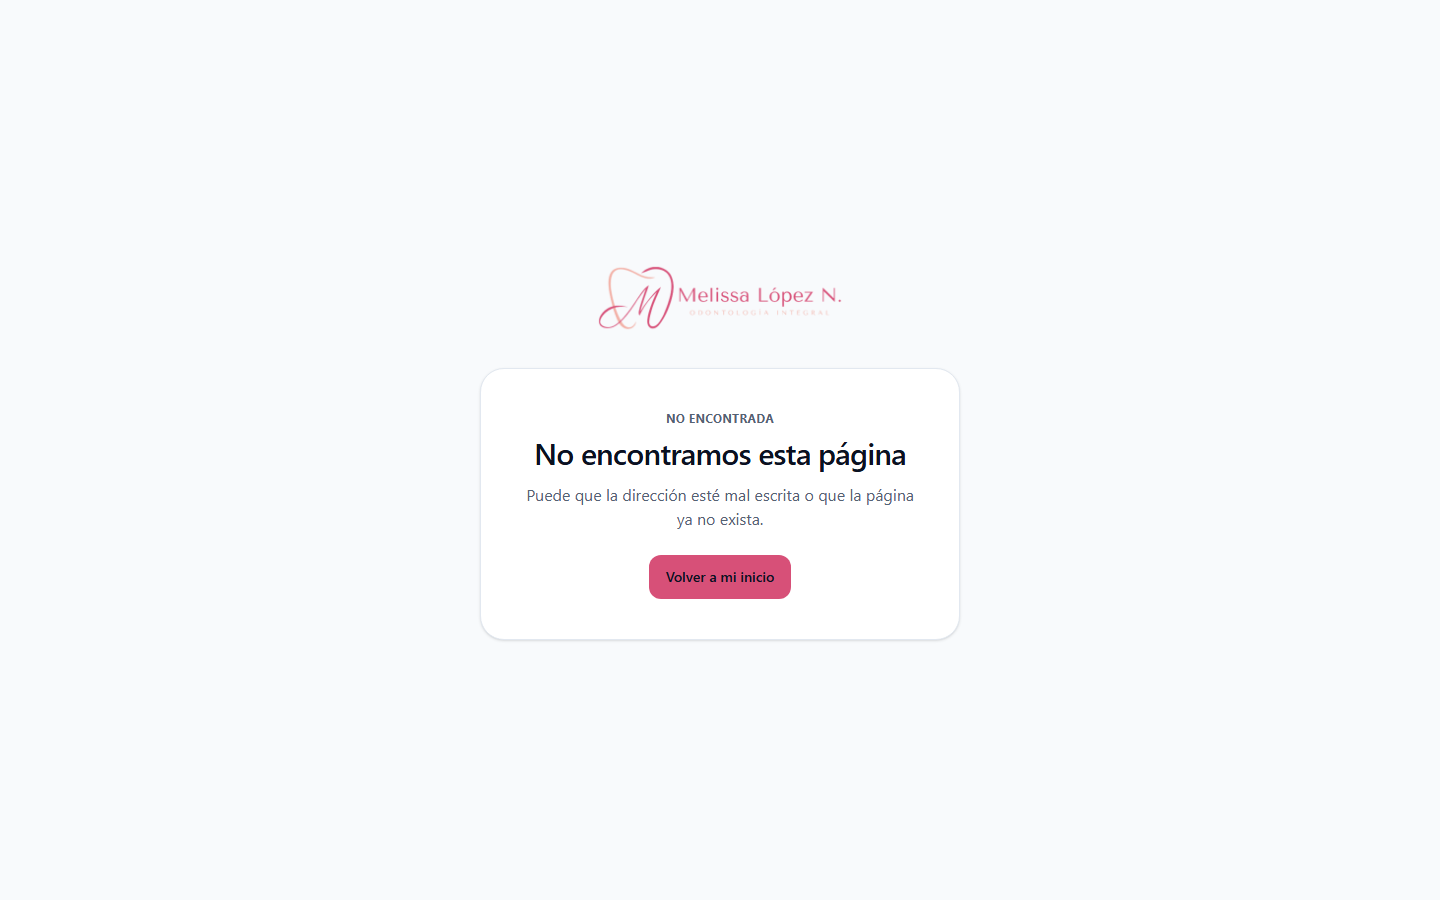 Melissa López N.
ODONTOLOGÍA INTEGRAL
NO ENCONTRADA
No encontramos esta página
Puede que la dirección esté mal escrita o que la página
ya no exista.
Volver a mi inicio